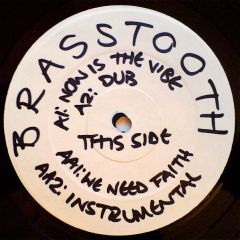 BRASSTOOTH
A1: NOW IS THE VIBE
A2: DUB
THIS SIDE
AA1: WE NEED FAITH
AA2: INSTRUMENTAL